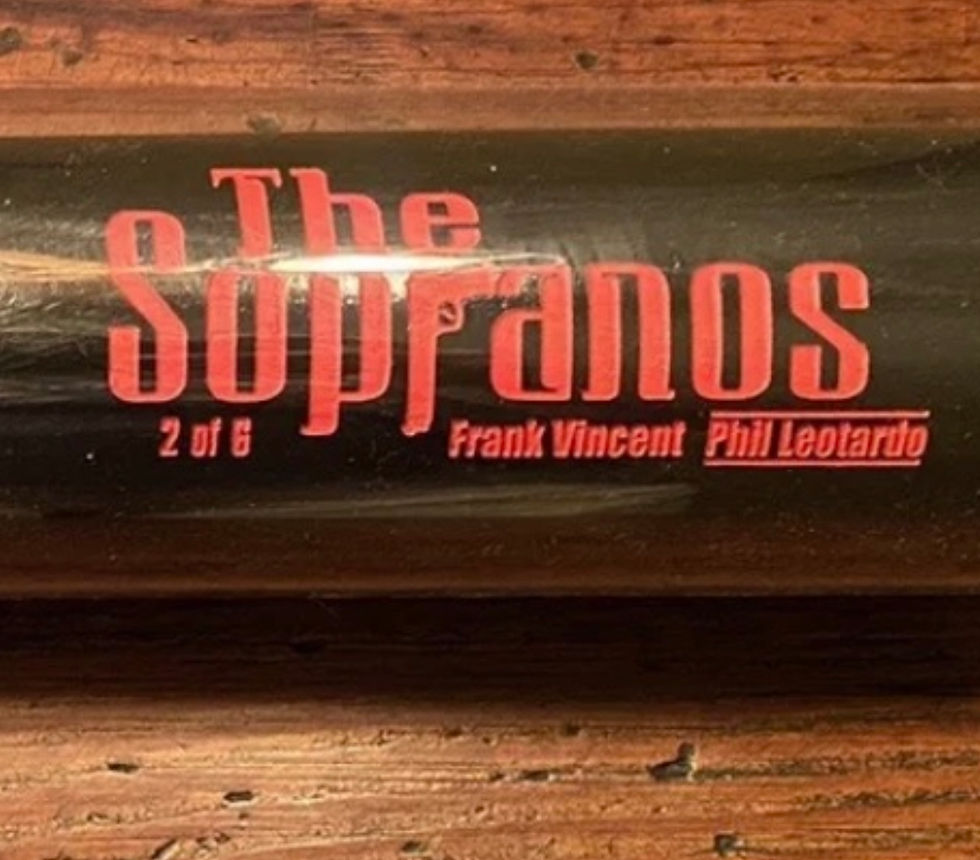 The
Sopranos
2 of 6 Frank Vincent Phil Leotardo